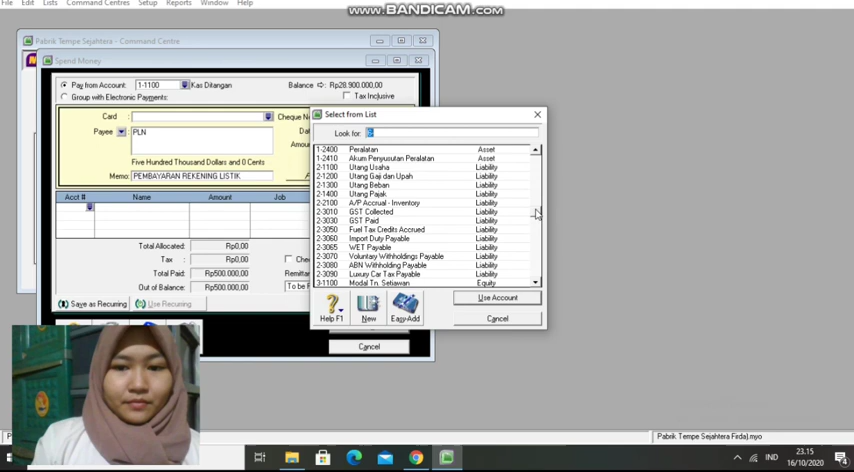 www.BANDICAM.com
File Edit Lists Command Centres Setup Reports Window Help
Pabrik Tempe Sejahtera - Command Centre
Spend Money
Pay from Account: 1-1100 Kas Ditangan Balance Rp28.900.000,00
Group with Electronic Payments: Tax Inclusive
Card :
Payee PLN
Five Hundred Thousand Dollars and 0 Cents
Memo: PEMBAYARAN REKENING LISTIK
Acct # Name Amount Job
Total Allocated: Rp0,00
Tax : Rp0,00
Total Paid: Rp500.000,00
Out of Balance: Rp500.000,00
Save as Recurring Use Recurring
Cancel
Select from List
Look for: 6-
1-2400 Peralatan Asset
1-2410 Akum Penyusutan Peralatan Asset
2-1100 Utang Usaha Liability
2-1200 Utang Gaji dan Upah Liability
2-1300 Utang Beban Liability
2-1400 Utang Pajak Liability
2-2100 A/P Accrual - Inventory Liability
2-3010 GST Collected Liability
2-3030 GST Paid Liability
2-3050 Fuel Tax Credits Accrued Liability
2-3060 Import Duty Payable Liability
2-3065 WET Payable Liability
2-3070 Voluntary Withholdings Payable Liability
2-3080 ABN Withholding Payable Liability
2-3090 Luxury Car Tax Payable Liability
3-1100 Modal Tn. Setiawan Equity
Help F1 New Easy-Add
Use Account
Cancel
Pabrik Tempe Sejahtera Firda).myo
IND
23.15
16/10/2020
4